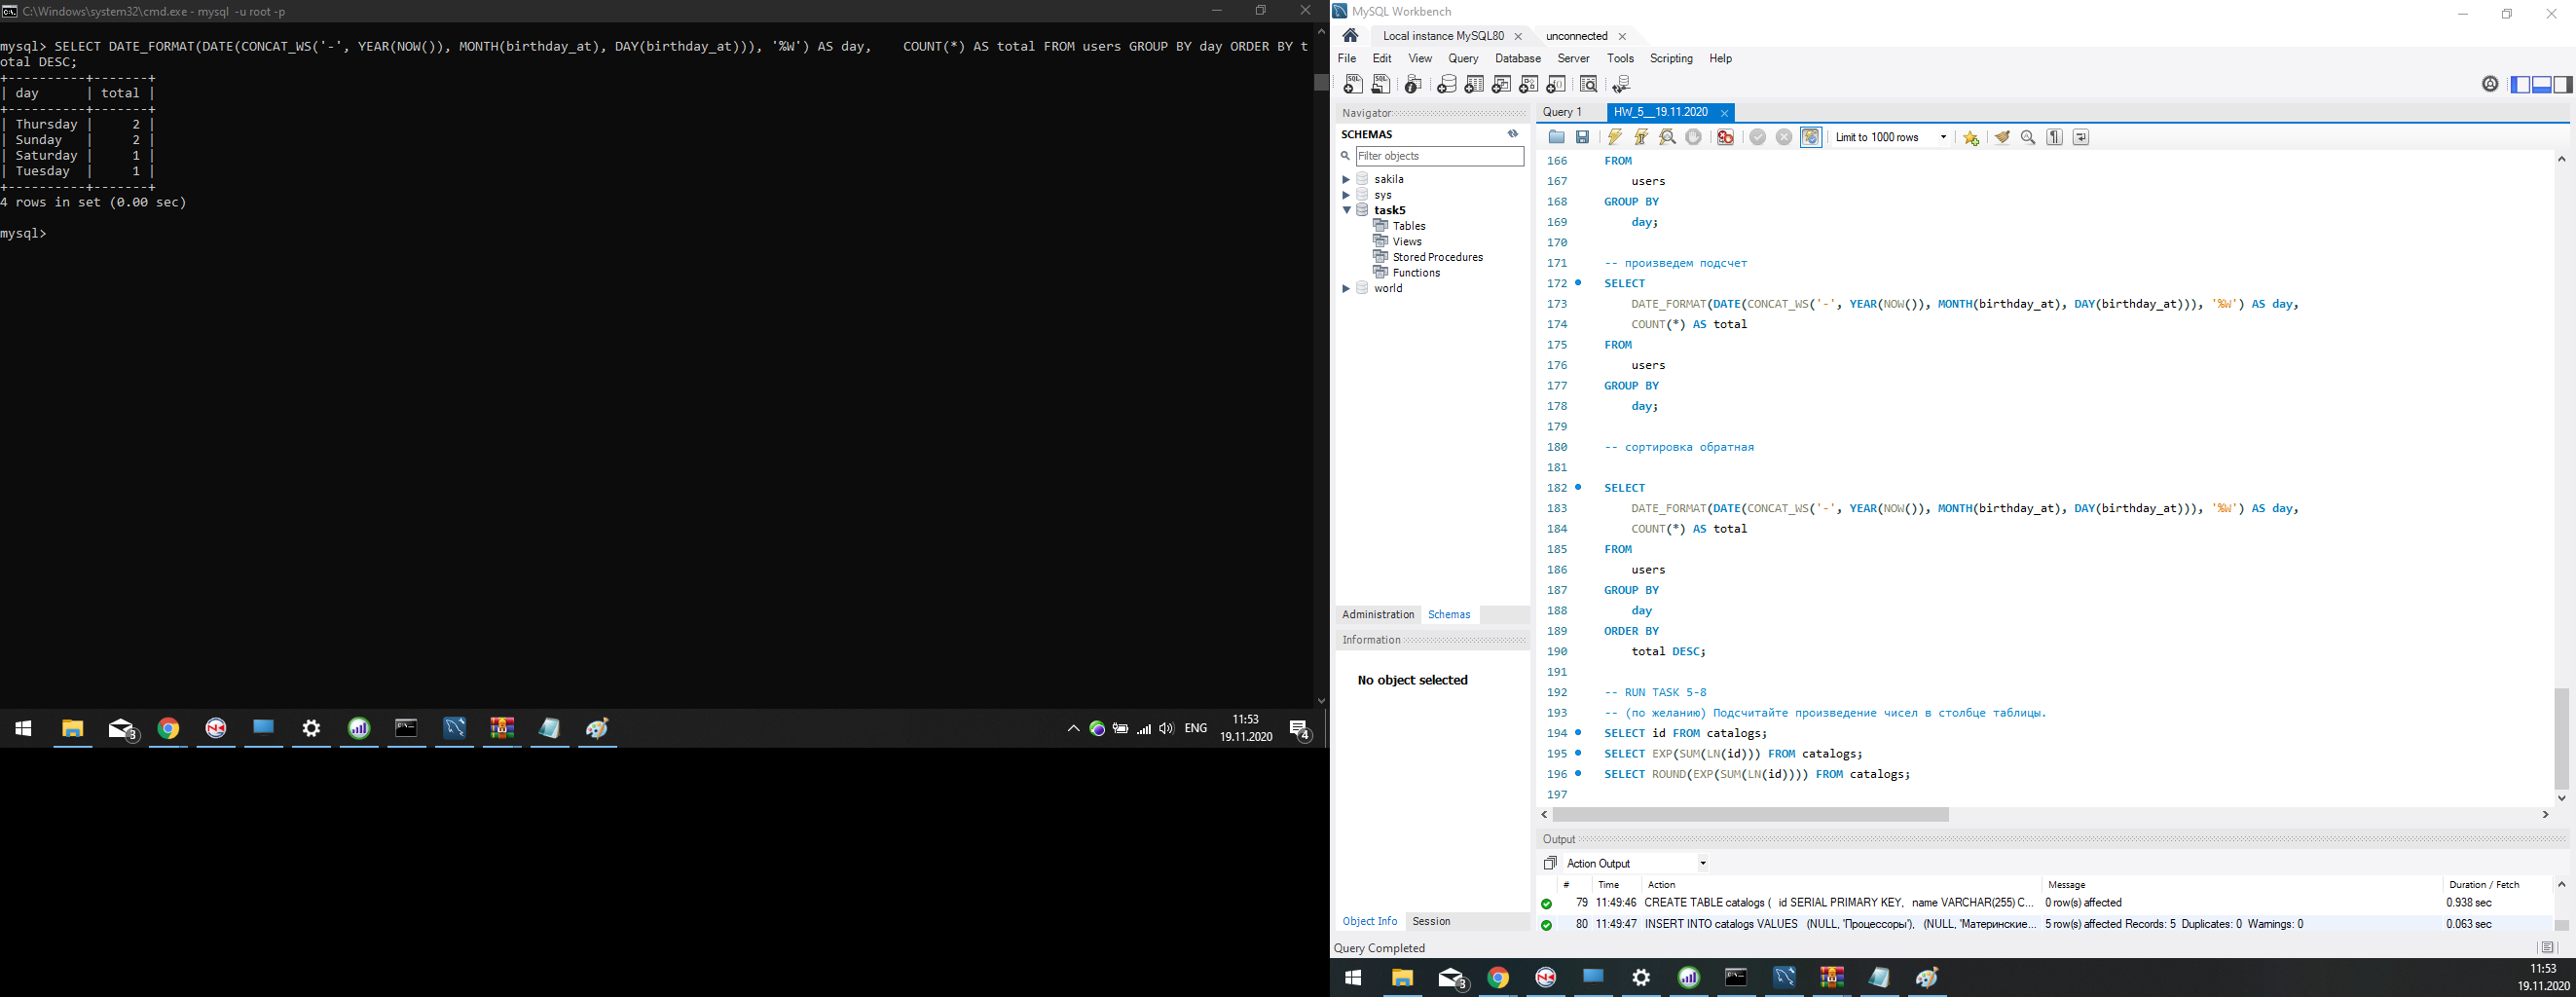 C:\Windows\system32\cmd.exe - mysql -u root -p
mysql> SELECT DATE_FORMAT(DATE(CONCAT_WS('-', YEAR(NOW()), MONTH(birthday_at), DAY(birthday_at))), '%W') AS day,    COUNT(*) AS total FROM users GROUP BY day ORDER BY t
otal DESC;
+----------+-------+
| day      | total |
+----------+-------+
| Thursday |     2 |
| Sunday   |     2 |
| Saturday |     1 |
| Tuesday  |     1 |
+----------+-------+
4 rows in set (0.00 sec)
mysql>
3
ENG
11:53
19.11.2020
4
MySQL Workbench
Local instance MySQL80
unconnected
File Edit View Query Database Server Tools Scripting Help
Navigator
SCHEMAS
Filter objects
sakila
sys
task5
Tables
Views
Stored Procedures
Functions
world
Administration Schemas
Information
No object selected
Object Info Session
Query 1
HW_5__19.11.2020
Limit to 1000 rows
166 FROM
167 users
168 GROUP BY
169 day;
170
171 -- произведем подсчет
172 SELECT
173 DATE_FORMAT(DATE(CONCAT_WS('-', YEAR(NOW()), MONTH(birthday_at), DAY(birthday_at))), '%W') AS day,
174 COUNT(*) AS total
175 FROM
176 users
177 GROUP BY
178 day;
179
180 -- сортировка обратная
181
182 SELECT
183 DATE_FORMAT(DATE(CONCAT_WS('-', YEAR(NOW()), MONTH(birthday_at), DAY(birthday_at))), '%W') AS day,
184 COUNT(*) AS total
185 FROM
186 users
187 GROUP BY
188 day
189 ORDER BY
190 total DESC;
191
192 -- RUN TASK 5-8
193 -- (по желанию) Подсчитайте произведение чисел в столбце таблицы.
194 SELECT id FROM catalogs;
195 SELECT EXP(SUM(LN(id))) FROM catalogs;
196 SELECT ROUND(EXP(SUM(LN(id)))) FROM catalogs;
197
Output
Action Output
# Time Action Message Duration / Fetch
79 11:49:46 CREATE TABLE catalogs ( id SERIAL PRIMARY KEY, name VARCHAR(255) C... 0 row(s) affected 0.938 sec
80 11:49:47 INSERT INTO catalogs VALUES (NULL, 'Процессоры'), (NULL, 'Материнские... 5 row(s) affected Records: 5 Duplicates: 0 Warnings: 0 0.063 sec
Query Completed
3
11:53
19.11.2020